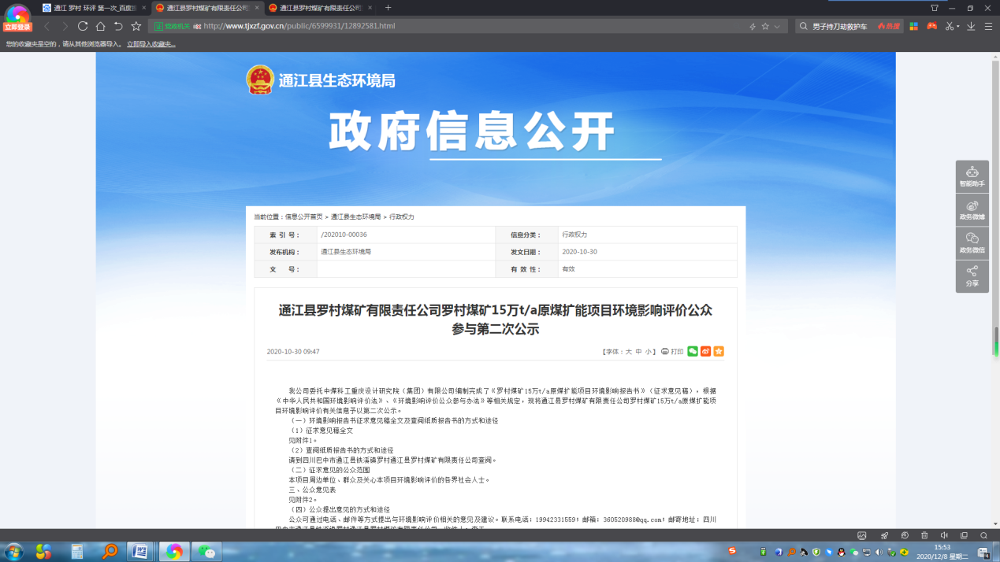 通江 罗村 环评 第一次_百度搜
通江县罗村煤矿有限责任公司罗
通江县罗村煤矿有限责任公司
立即登录
党政机关
http://www.tjxzf.gov.cn/public/6599931/12892581.html
男子持刀劫救护车
热搜
您的收藏夹是空的，请从其他浏览器导入。 立即导入收藏夹...
通江县生态环境局
政府信息公开
智能助手
政务微博
政务微信
分享
当前位置：信息公开首页 > 通江县生态环境局 > 行政权力
索 引 号： /202010-00036 信息分类： 行政权力
发布机构： 通江县生态环境局 发文日期： 2020-10-30
文 号： 有 效 性： 有效
通江县罗村煤矿有限责任公司罗村煤矿15万t/a原煤扩能项目环境影响评价公众
参与第二次公示
2020-10-30 09:47 【字体：大 中 小】 打印
我公司委托中煤科工重庆设计研究院（集团）有限公司编制完成了《罗村煤矿15万t/a原煤扩能项目环境影响报告书》（征求意见稿）。根据
《中华人民共和国环境影响评价法》、《环境影响评价公众参与办法》等相关规定，现将通江县罗村煤矿有限责任公司罗村煤矿15万t/a原煤扩能项
目环境影响评价有关信息予以第二次公示。
（一）环境影响报告书征求意见稿全文及查阅纸质报告书的方式和途径
（1）征求意见稿全文
见附件1。
（2）查阅纸质报告书的方式和途径
请到四川巴中市通江县铁溪镇罗村通江县罗村煤矿有限责任公司查阅。
（二）征求意见的公众范围
本项目周边单位、群众及关心本项目环境影响评价的各界社会人士。
三、公众意见表
见附件2。
（四）公众提出意见的方式和途径
公众可通过电话、邮件等方式提出与环境影响评价相关的意见及建议。联系电话：19942331559；邮箱：360520988@qq.com；邮寄地址：四川
15:53
2020/12/8 星期二